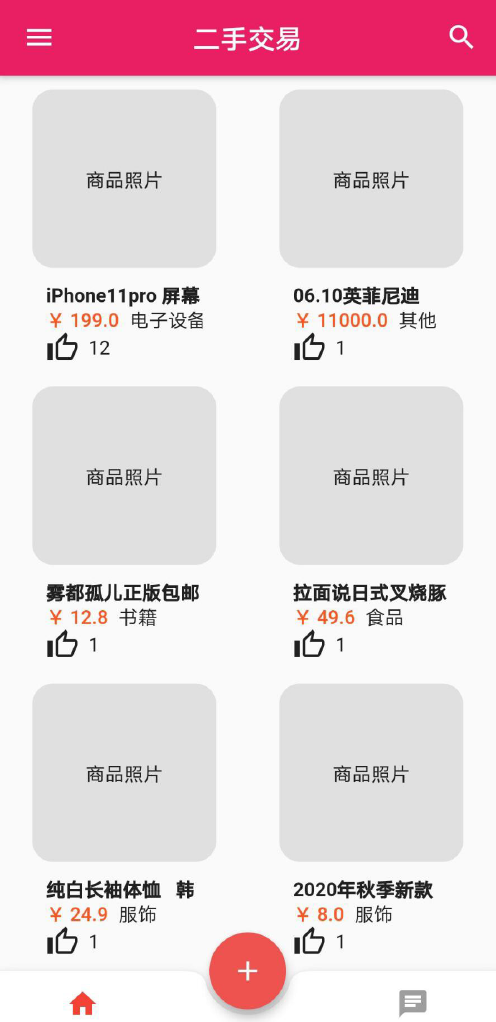 二手交易
商品照片
商品照片
iPhone11pro 屏幕
¥ 199.0 电子设备
12
06.10英菲尼迪
¥ 11000.0 其他
1
商品照片
商品照片
雾都孤儿正版包邮
¥ 12.8 书籍
1
拉面说日式叉烧豚
¥ 49.6 食品
1
商品照片
商品照片
纯白长袖体恤 韩
¥ 24.9 服饰
1
2020年秋季新款
¥ 8.0 服饰
1